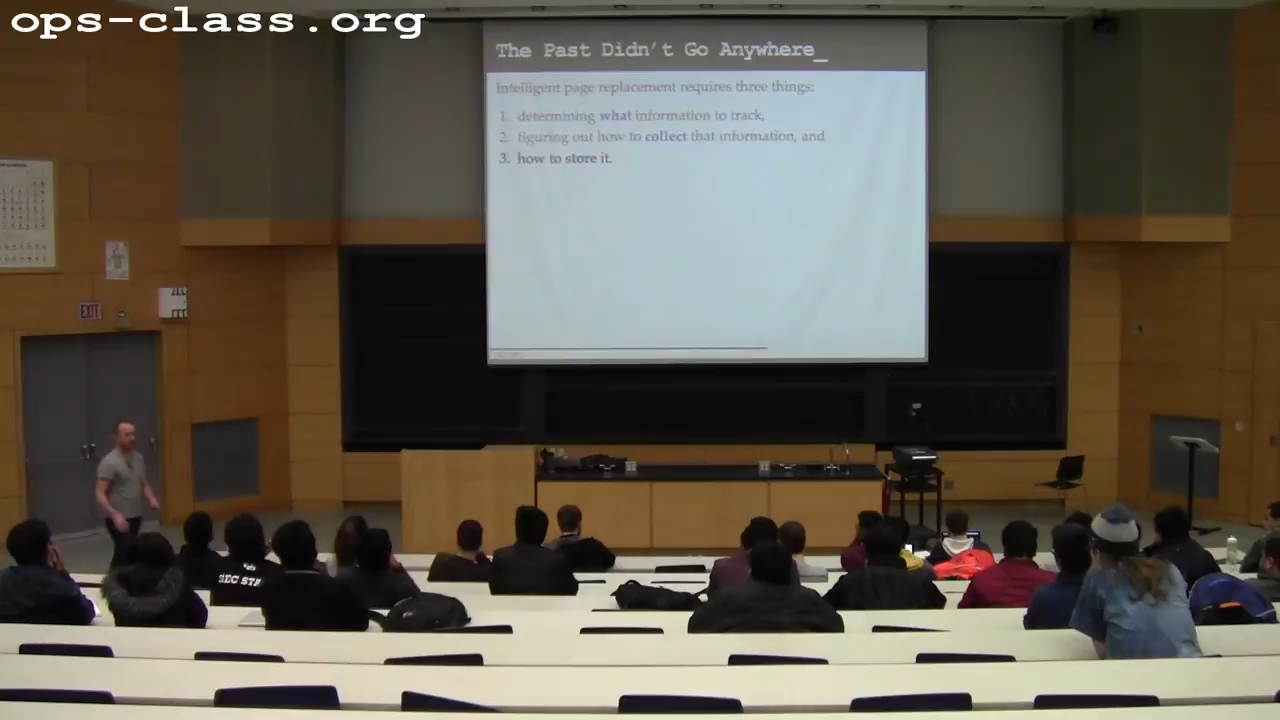 ops-class.org
The Past Didn't Go Anywhere_
Intelligent page replacement requires three things:
1. determining what information to track,
2. figuring out how to collect that information, and
3. how to store it.
EXIT